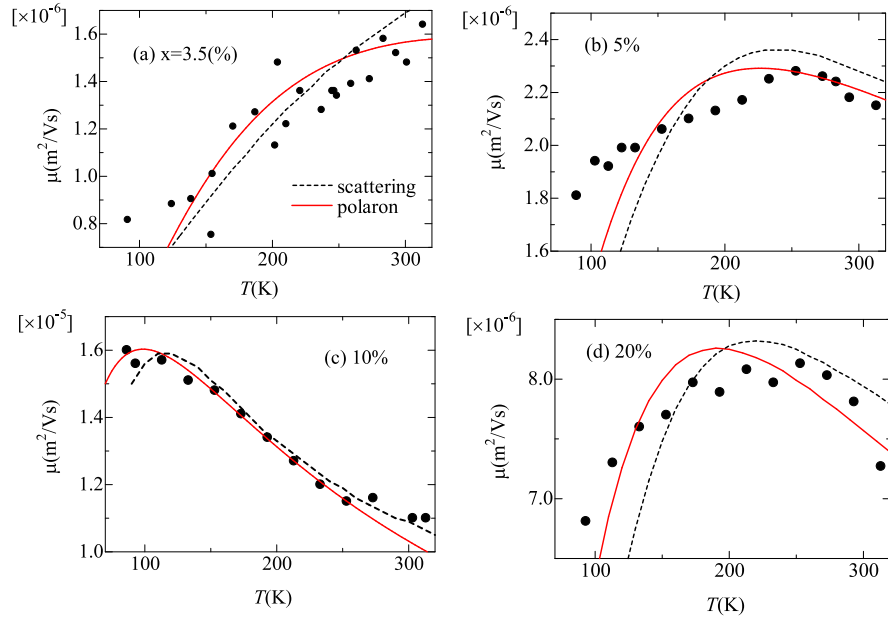 [×10⁻⁶]
1.6
1.4
1.2
1.0
0.8
μ(m²/Vs)
(a) x=3.5(%)
scattering
polaron
100
200
300
T(K)
[×10⁻⁶]
2.4
2.2
2.0
1.8
1.6
μ(m²/Vs)
(b) 5%
100
200
300
T(K)
[×10⁻⁵]
1.6
1.4
1.2
1.0
μ(m²/Vs)
(c) 10%
100
200
300
T(K)
[×10⁻⁶]
8.0
7.0
μ(m²/Vs)
(d) 20%
100
200
300
T(K)